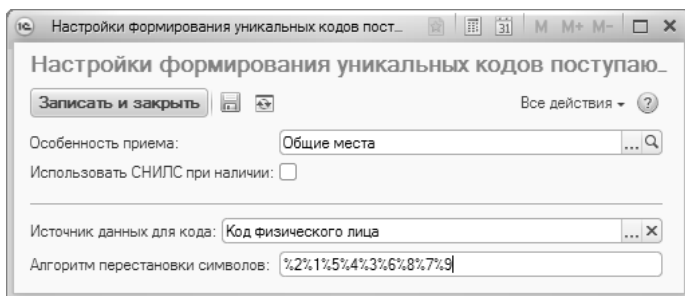 1С Настройки формирования уникальных кодов пост... 31 M M+ M-
Настройки формирования уникальных кодов поступаю...
Записать и закрыть Все действия ?
Особенность приема: Общие места ...
Использовать СНИЛС при наличии:
Источник данных для кода: Код физического лица ... ×
Алгоритм перестановки символов: %2%1%5%4%3%6%8%7%9